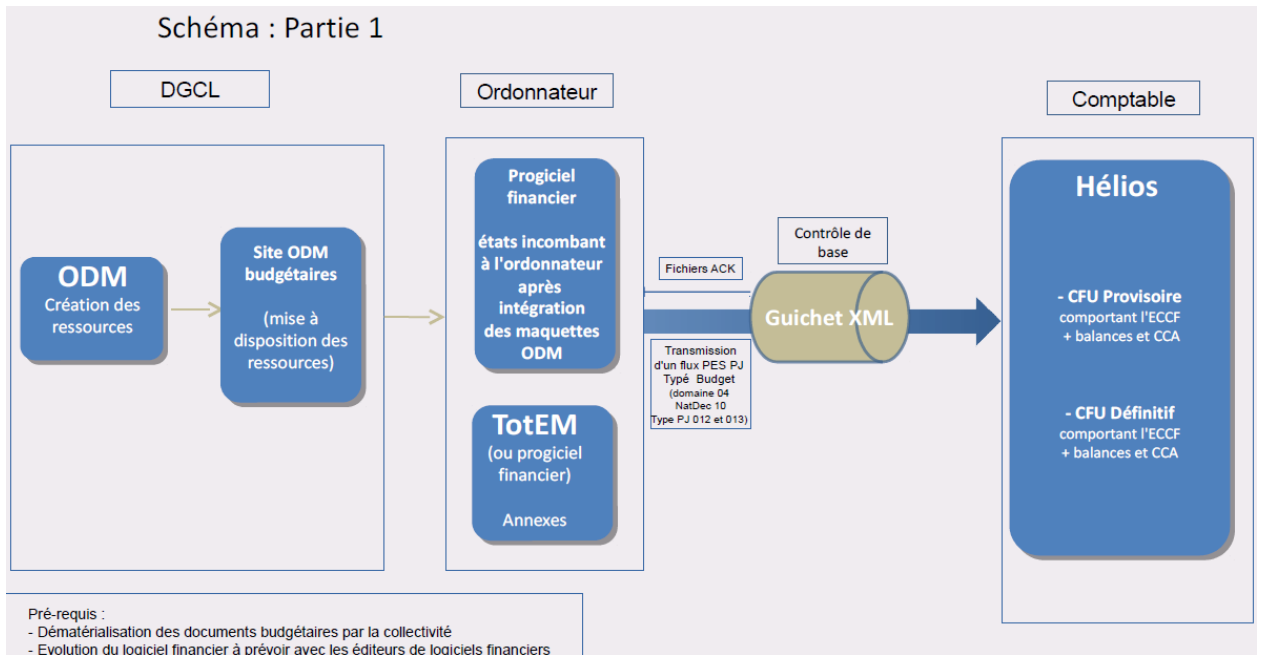 Schéma : Partie 1
DGCL
Ordonnateur
Comptable
ODM
Création des
ressources
Site ODM
budgétaires
(mise à
disposition des
ressources)
Progiciel
financier
états incombant
à l'ordonnateur
après
intégration
des maquettes
ODM
TotEM
(ou progiciel
financier)
Annexes
Fichiers ACK
Transmission
d'un flux PES PJ
Typé Budget
(domaine 04
NatDec 10
Type PJ 012 et 013)
Contrôle de
base
Guichet XML
Hélios
- CFU Provisoire
comportant l'ECCF
+ balances et CCA
- CFU Définitif
comportant l'ECCF
+ balances et CCA
Pré-requis :
- Dématérialisation des documents budgétaires par la collectivité
- Evolution du logiciel financier à prévoir avec les éditeurs de logiciels financiers